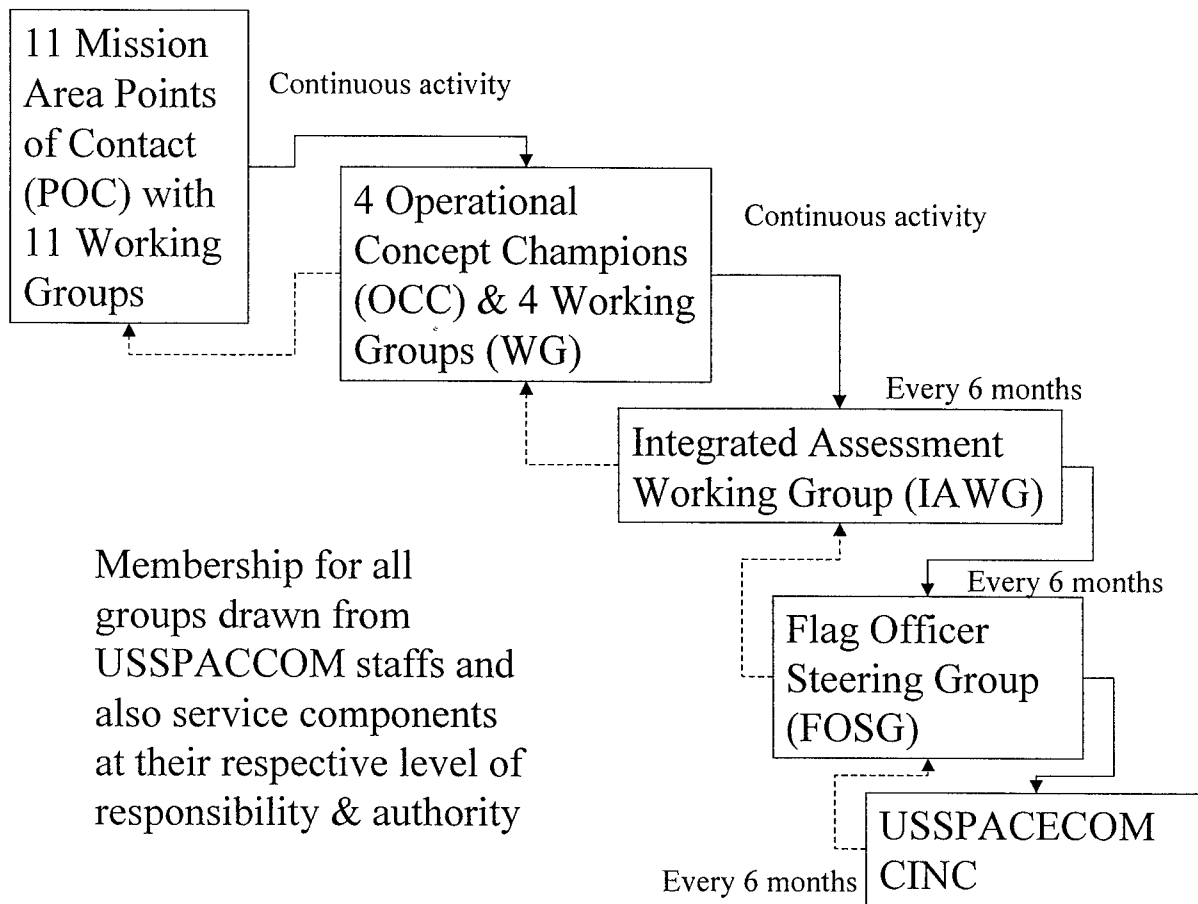 11 Mission
Area Points
of Contact
(POC) with
11 Working
Groups
Continuous activity
4 Operational
Concept Champions
(OCC) & 4 Working
Groups (WG)
Continuous activity
Every 6 months
Integrated Assessment
Working Group (IAWG)
Every 6 months
Flag Officer
Steering Group
(FOSG)
Membership for all
groups drawn from
USSPACCOM staffs and
also service components
at their respective level of
responsibility & authority
USSPACECOM
CINC
Every 6 months